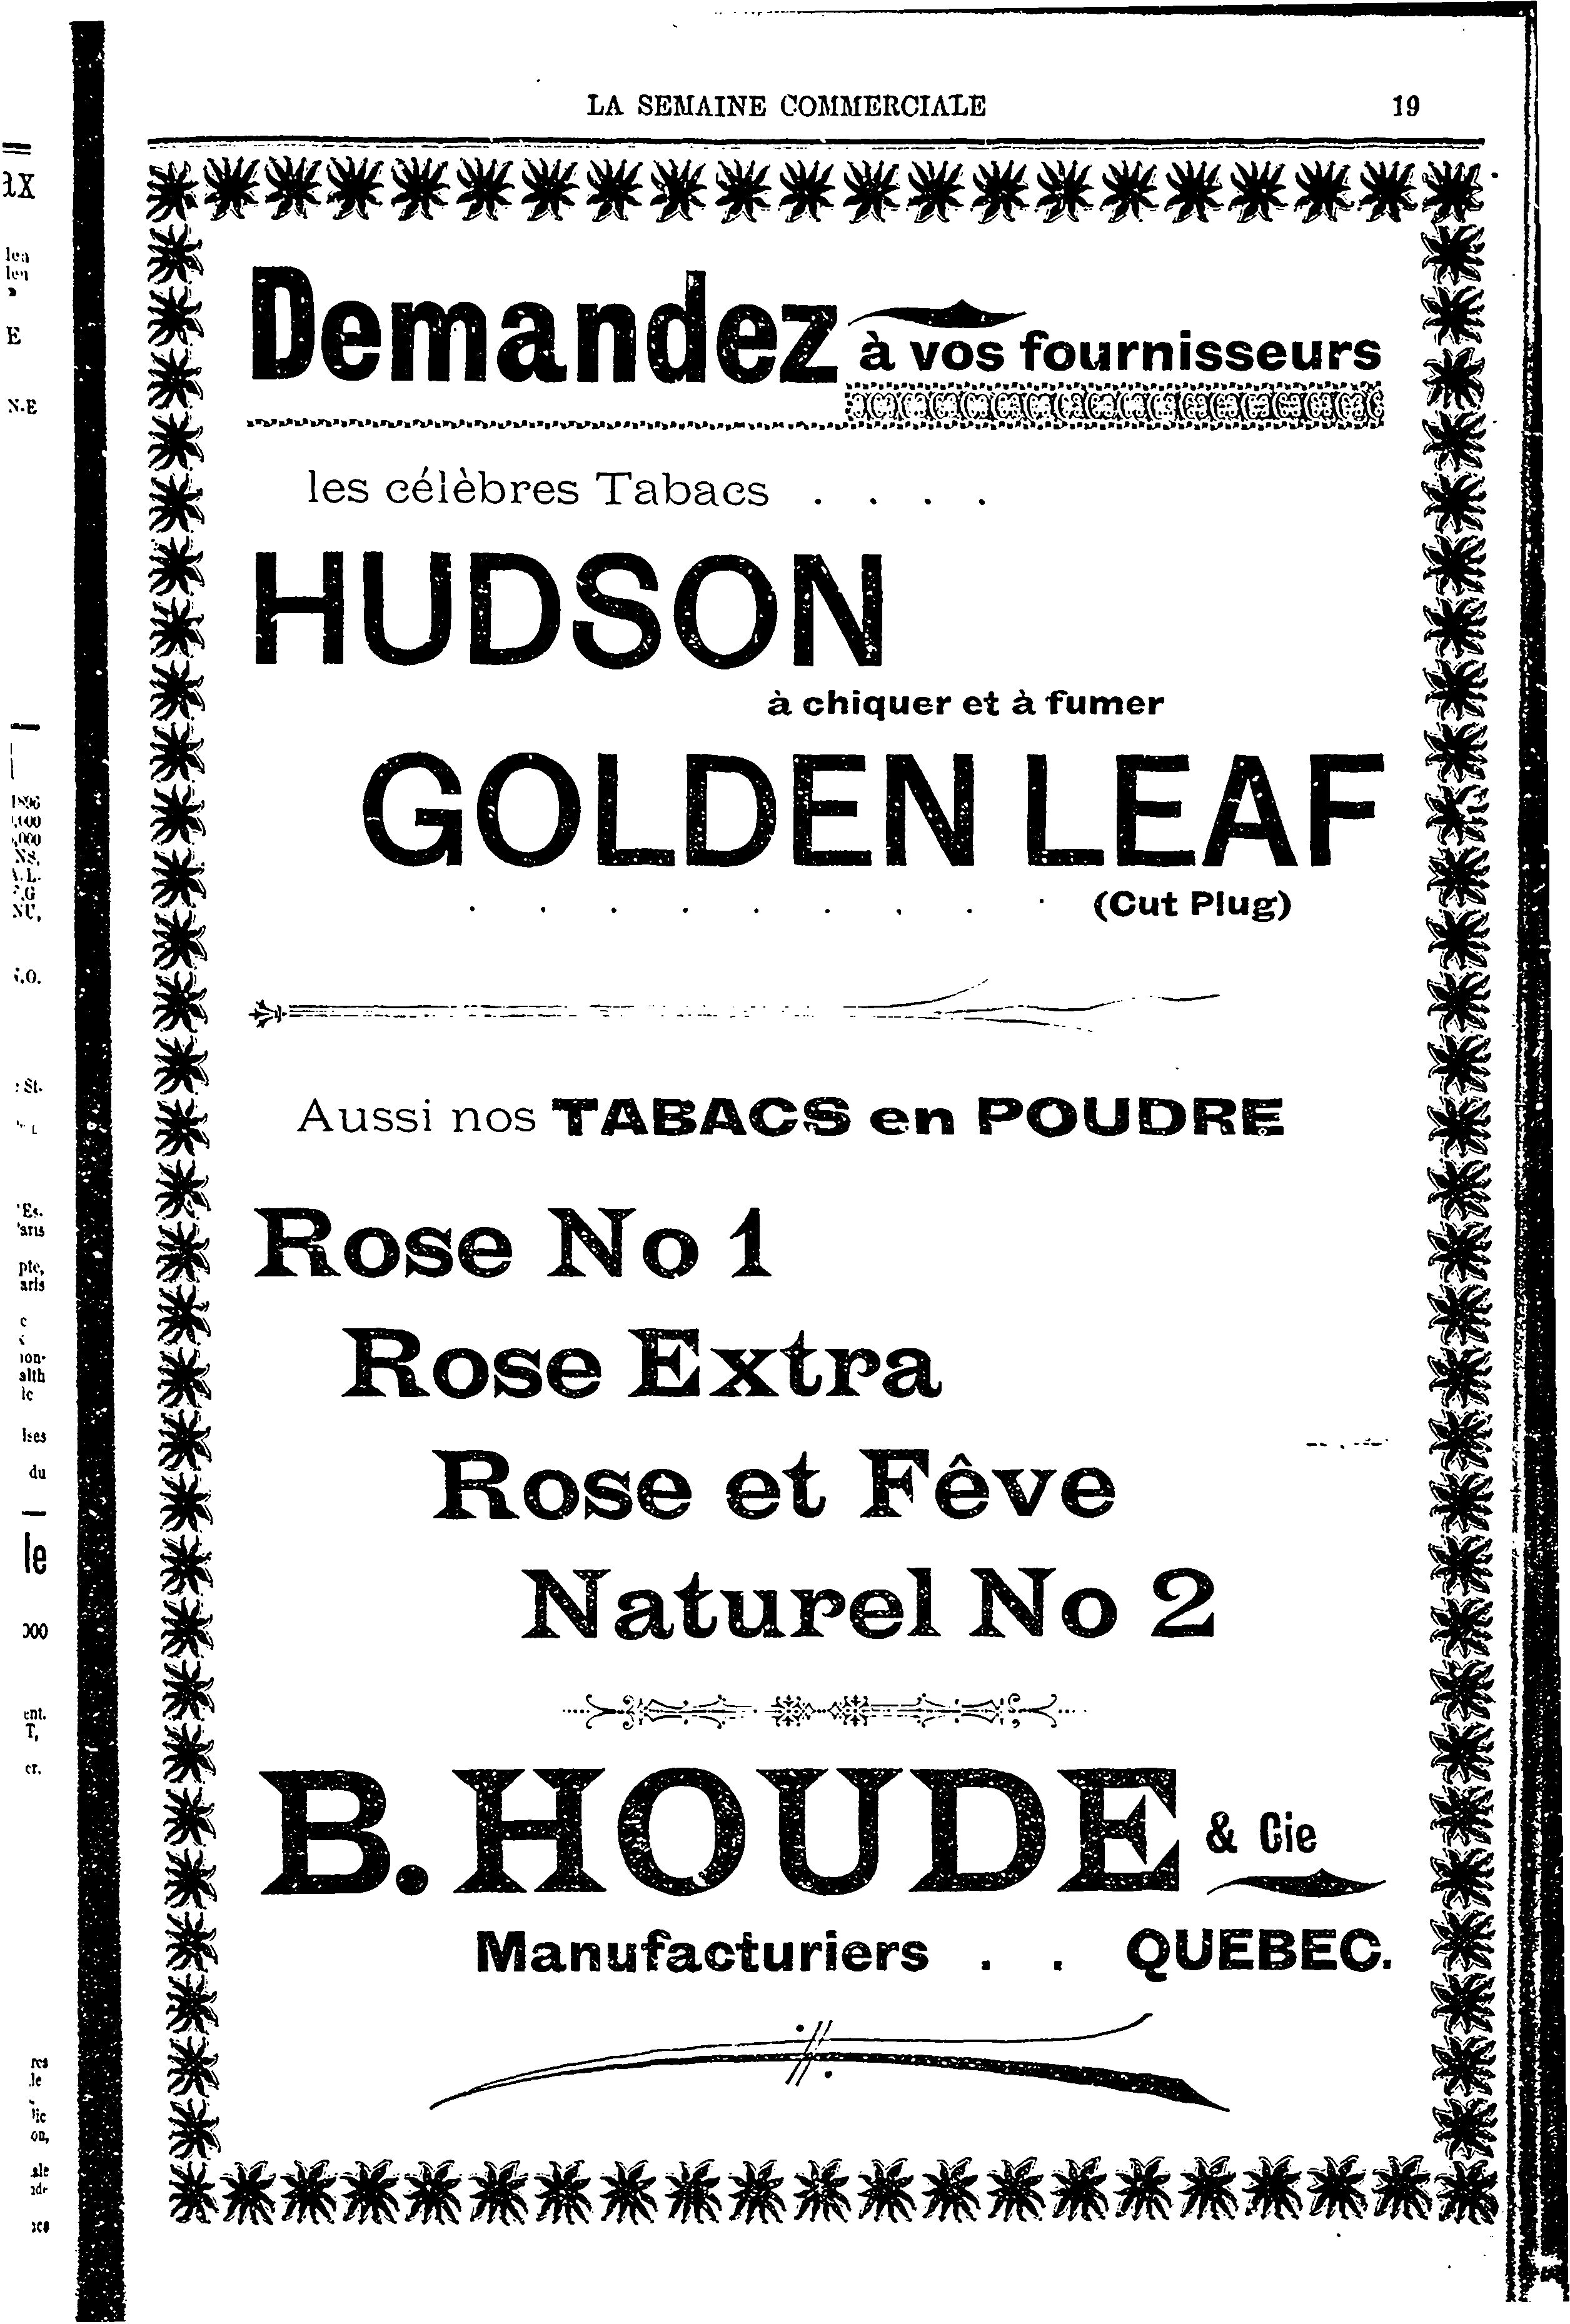 LA SEMAINE COMMERCIALE 19
Demandez à vos fournisseurs
les célèbres Tabacs . . . .
HUDSON
à chiquer et à fumer
GOLDEN LEAF
. . . . . . . . . (Cut Plug)
Aussi nos TABACS en POUDRE
Rose No 1
Rose Extra
Rose et Fêve
Naturel No 2
B. HOUDE & Cie
Manufacturiers . . QUEBEC.